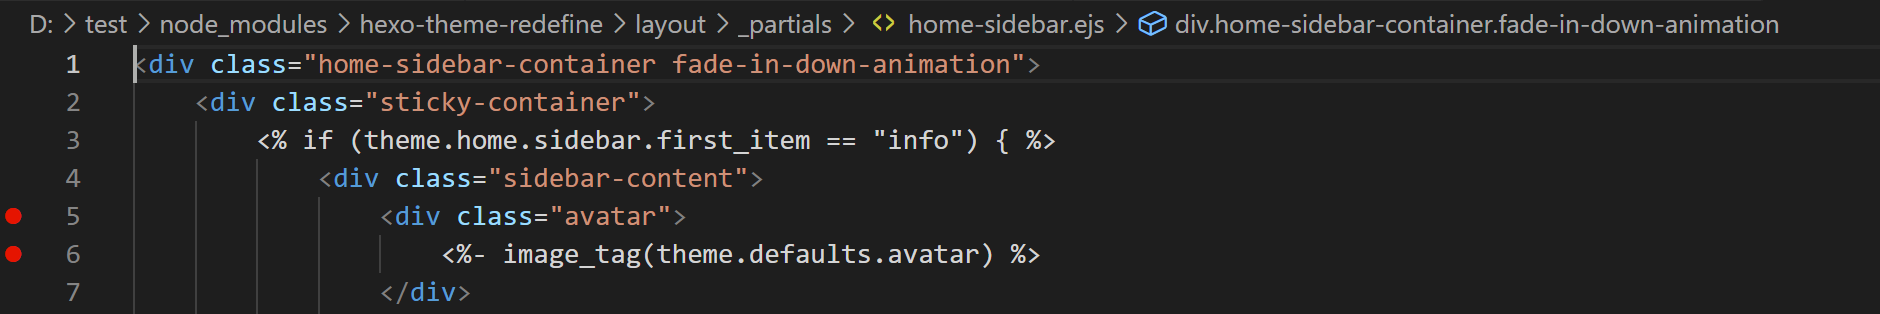 D: > test > node_modules > hexo-theme-redefine > layout > _partials > <> home-sidebar.ejs > div.home-sidebar-container.fade-in-down-animation
1 <div class="home-sidebar-container fade-in-down-animation">
2 <div class="sticky-container">
3 <% if (theme.home.sidebar.first_item == "info") { %>
4 <div class="sidebar-content">
5 <div class="avatar">
6 <%- image_tag(theme.defaults.avatar) %>
7 </div>